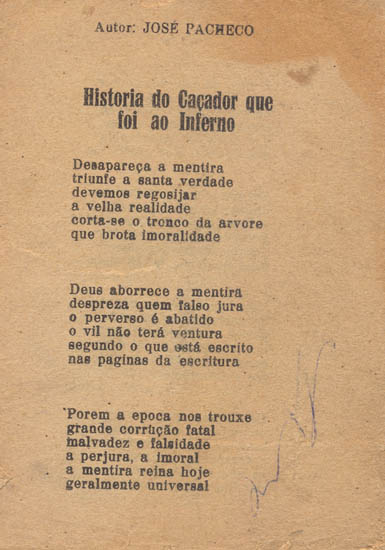 Autor: JOSÉ PACHECO
Historia do Caçador que
foi ao Inferno
Desapareça a mentira
triunfe a santa verdade
devemos regosijar
a velha realidade
corta-se o tronco da arvore
que brota imoralidade
Deus aborrece a mentira
despreza quem falso jura
o perverso é abatido
o vil não terá ventura
segundo o que está escrito
nas paginas da escritura
Porem a epoca nos trouxe
grande corrução fatal
malvadez e falsidade
a perjura, a imoral
a mentira reina hoje
geralmente universal